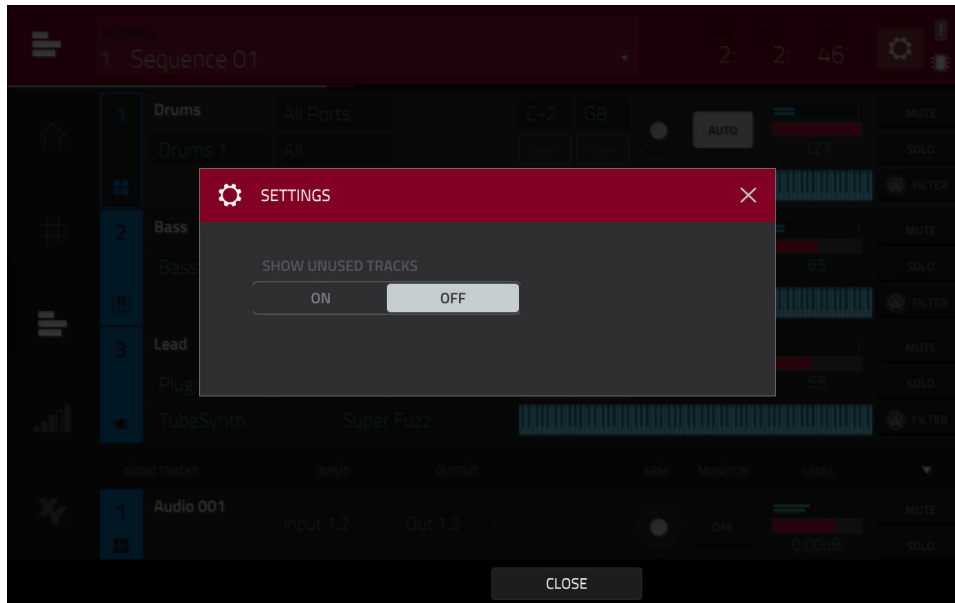 SEQUENCE
1 Sequence 01
2: 2: 46
1 Drums All Ports C-2 G8 AUTO MUTE
Drums 1 All 127 SOLO
FILTER
SETTINGS
2 Bass MUTE
Bass 65 SOLO
SHOW UNUSED TRACKS
ON OFF
FILTER
3 Lead MUTE
Plugi 55 SOLO
TubeSynth Super Fuzz FILTER
AUDIO TRACKS INPUT OUTPUT ARM MONITOR LEVEL
1 Audio 001 MUTE
Input 1,2 Out 1,2 OFF
0.00dB SOLO
XY
CLOSE